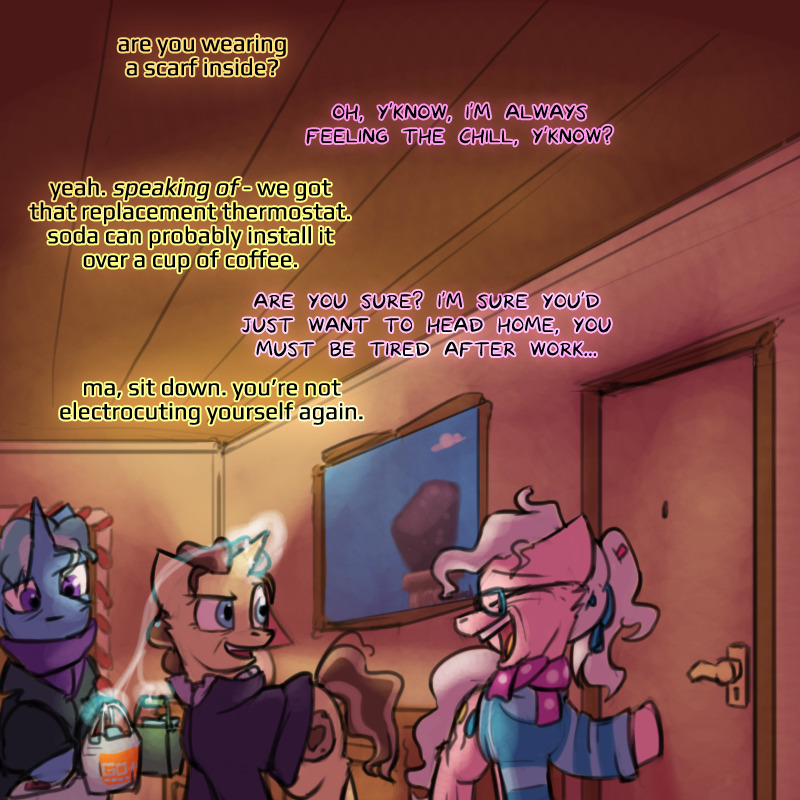 are you wearing
a scarf inside?
OH, Y'KNOW, I'M ALWAYS
FEELING THE CHILL, Y'KNOW?
yeah. speaking of - we got
that replacement thermostat.
soda can probably install it
over a cup of coffee.
ARE YOU SURE? I'M SURE YOU'D
JUST WANT TO HEAD HOME, YOU
MUST BE TIRED AFTER WORK...
ma, sit down. you're not
electrocuting yourself again.